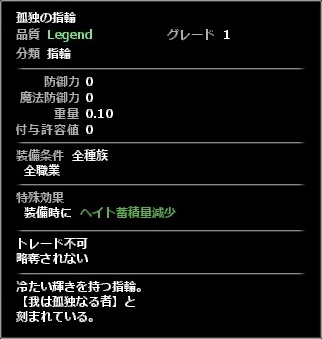 孤独の指輪
品質 Legend グレード 1
分類 指輪
防御力 0
魔法防御力 0
重量 0.10
付与許容値 0
装備条件 全種族
全職業
特殊効果
装備時に ヘイト蓄積量減少
トレード不可
略奪されない
冷たい輝きを持つ指輪。
【我は孤独なる者】と
刻まれている。